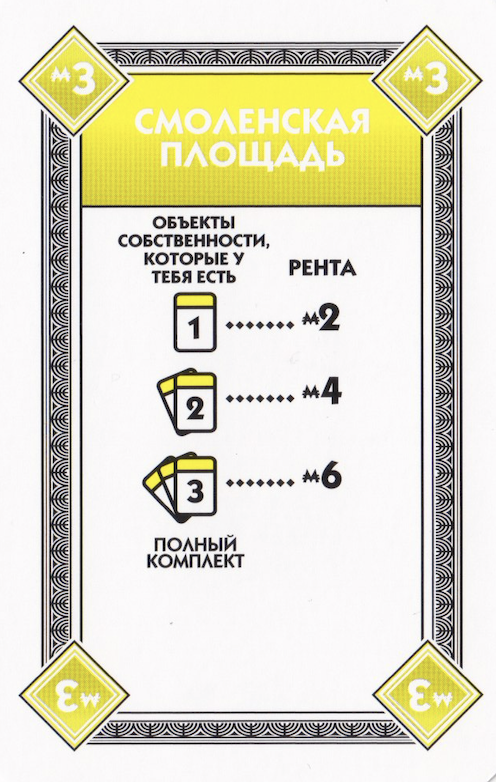 ₩3 ₩3
СМОЛЕНСКАЯ
ПЛОЩАДЬ
ОБЪЕКТЫ
СОБСТВЕННОСТИ,
КОТОРЫЕ У
ТЕБЯ ЕСТЬ
РЕНТА
1 ........ ₩2
2 ........ ₩4
3 ........ ₩6
ПОЛНЫЙ
КОМПЛЕКТ
₩3 ₩3